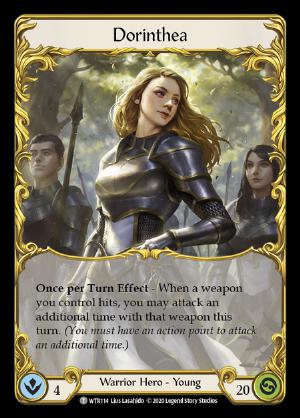 Dorinthea
Once per Turn Effect - When a weapon
you control hits, you may attack an
additional time with that weapon this
turn. (You must have an action point to attack
an additional time.)
4
Warrior Hero - Young
20
WTR114 Lius Lasahido © 2020 Legend Story Studios